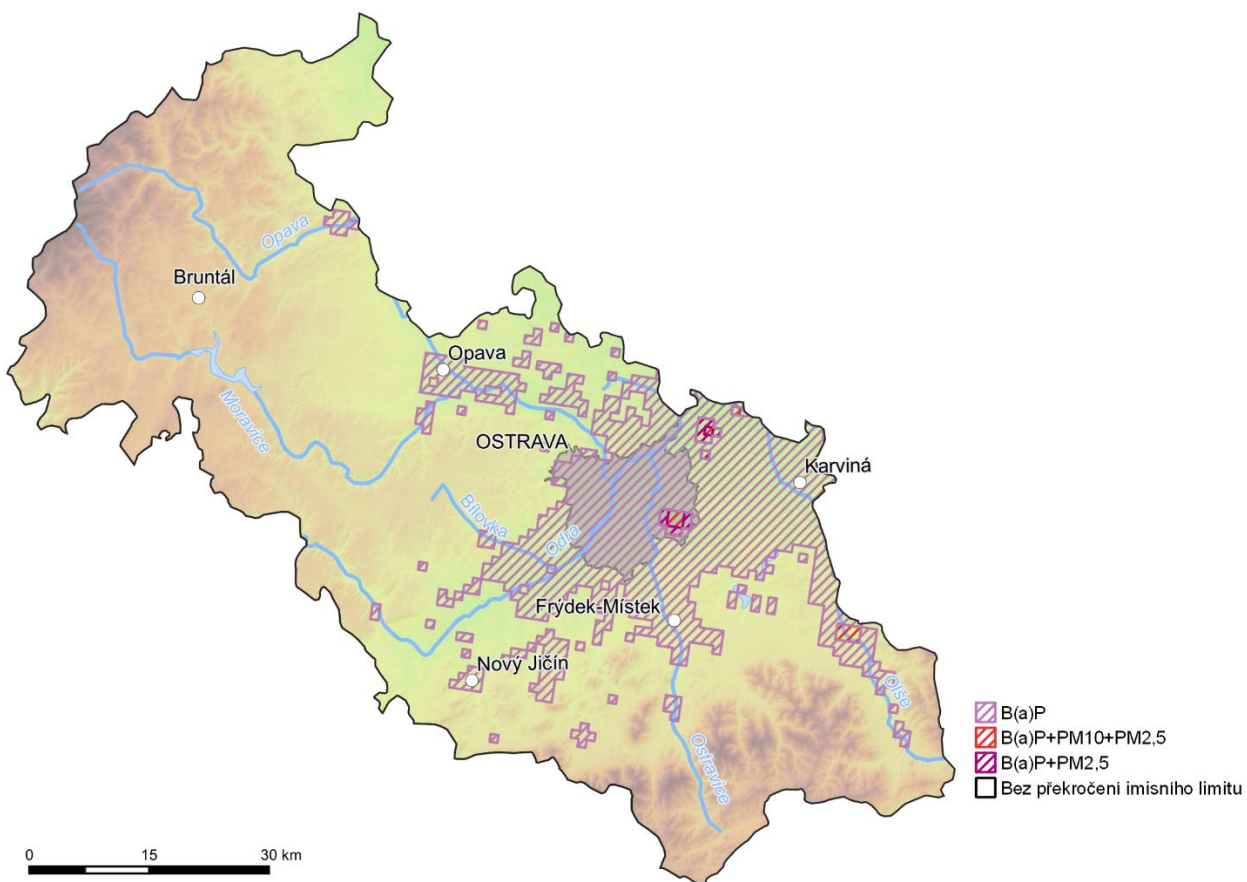 Opava
Bruntál
Opava
Moravice
OSTRAVA
Karviná
Bílovka
Odra
Frýdek-Místek
Nový Jičín
Olše
Ostravice
B(a)P
B(a)P+PM10+PM2,5
B(a)P+PM2,5
Bez překročení imisního limitu
0 15 30 km